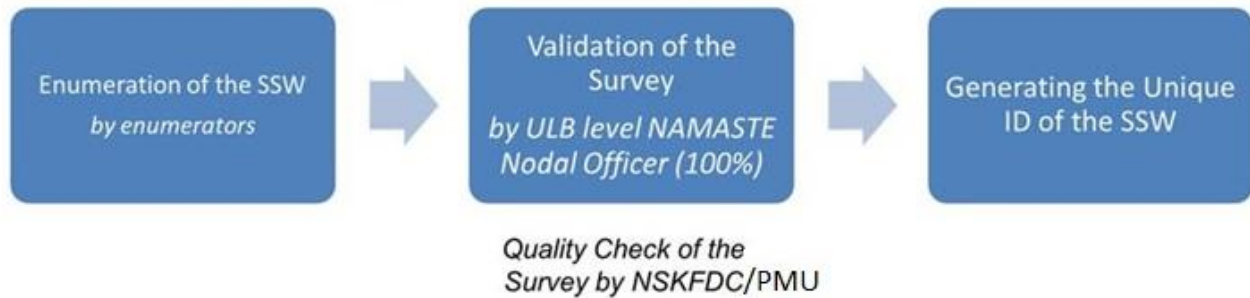 Enumeration of the SSW
by enumerators
Validation of the
Survey
by ULB level NAMASTE
Nodal Officer (100%)
Generating the Unique
ID of the SSW
Quality Check of the
Survey by NSKFDC/PMU